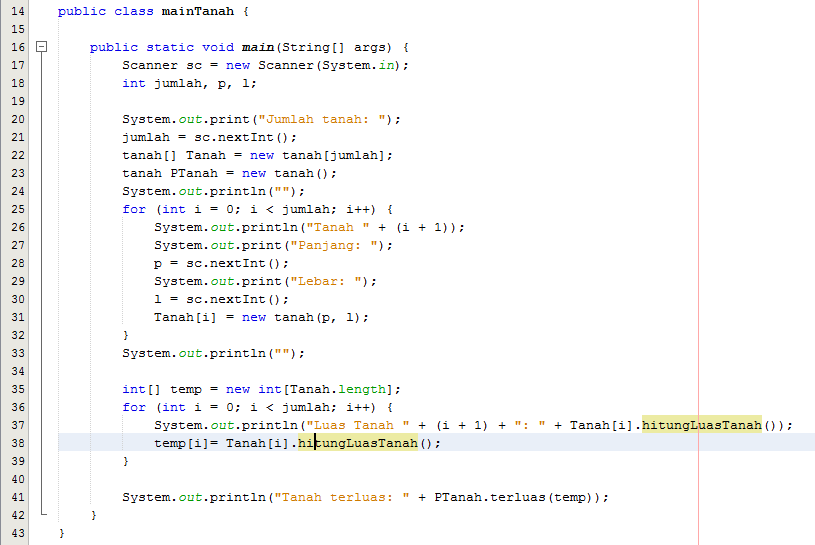 14 public class mainTanah {
15
16 public static void main(String[] args) {
17 Scanner sc = new Scanner(System.in);
18 int jumlah, p, l;
19
20 System.out.print("Jumlah tanah: ");
21 jumlah = sc.nextInt();
22 tanah[] Tanah = new tanah[jumlah];
23 tanah PTanah = new tanah();
24 System.out.println("");
25 for (int i = 0; i < jumlah; i++) {
26 System.out.println("Tanah " + (i + 1));
27 System.out.print("Panjang: ");
28 p = sc.nextInt();
29 System.out.print("Lebar: ");
30 l = sc.nextInt();
31 Tanah[i] = new tanah(p, l);
32 }
33 System.out.println("");
34
35 int[] temp = new int[Tanah.length];
36 for (int i = 0; i < jumlah; i++) {
37 System.out.println("Luas Tanah " + (i + 1) + ": " + Tanah[i].hitungLuasTanah());
38 temp[i]= Tanah[i].hitungLuasTanah();
39 }
40
41 System.out.println("Tanah terluas: " + PTanah.terluas(temp));
42 }
43 }